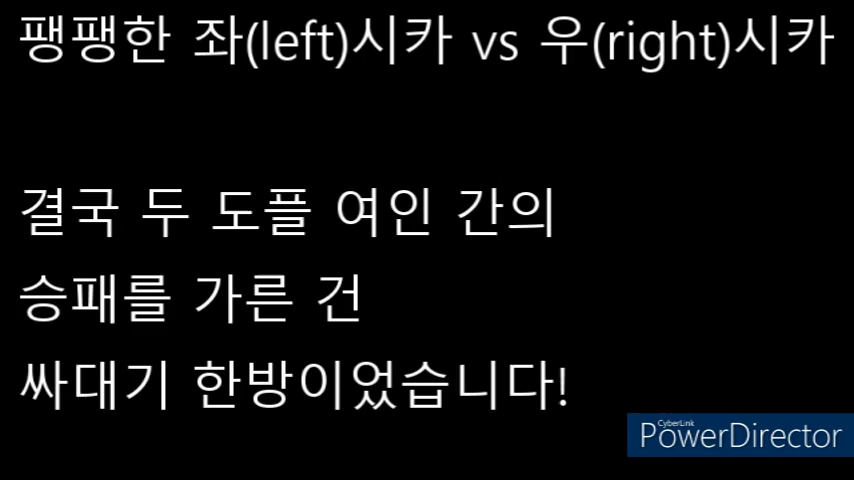 팽팽한 좌(left)시카 vs 우(right)시카
결국 두 도플 여인 간의
승패를 가른 건
싸대기 한방이었습니다!
CyberLink
PowerDirector